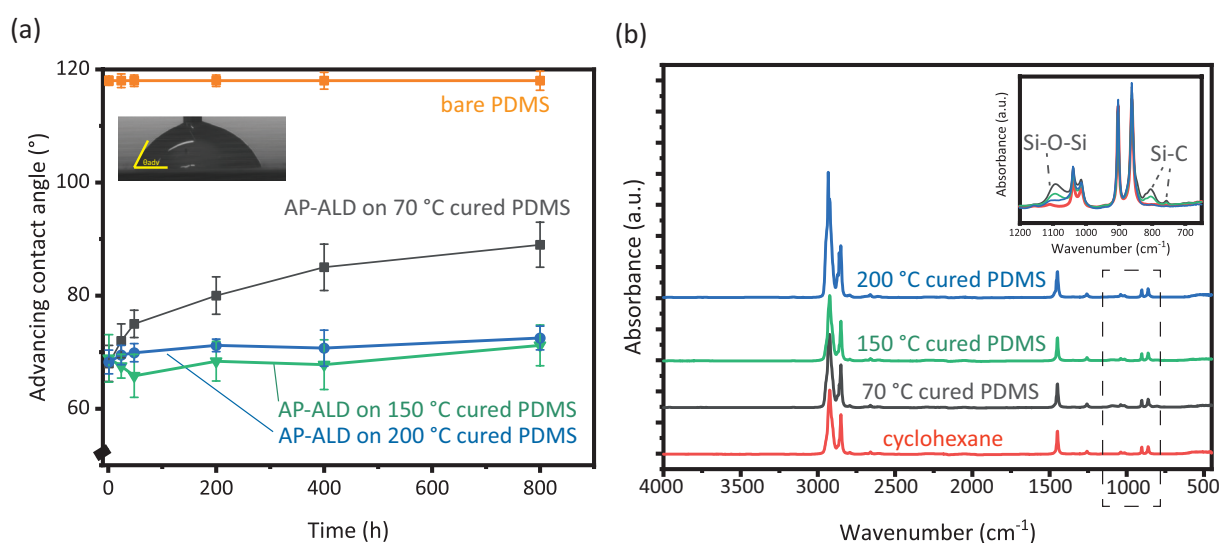 (a)
Advancing contact angle (°)
120
100
80
60
bare PDMS
θadv
AP-ALD on 70 °C cured PDMS
AP-ALD on 150 °C cured PDMS
AP-ALD on 200 °C cured PDMS
0
200
400
600
800
Time (h)
(b)
Absorbance (a.u.)
200 °C cured PDMS
150 °C cured PDMS
70 °C cured PDMS
cyclohexane
4000
3500
3000
2500
2000
1500
1000
500
Wavenumber (cm⁻¹)
Absorbance (a.u.)
Si-O-Si
Si-C
1200
1100
1000
900
800
700
Wavenumber (cm⁻¹)